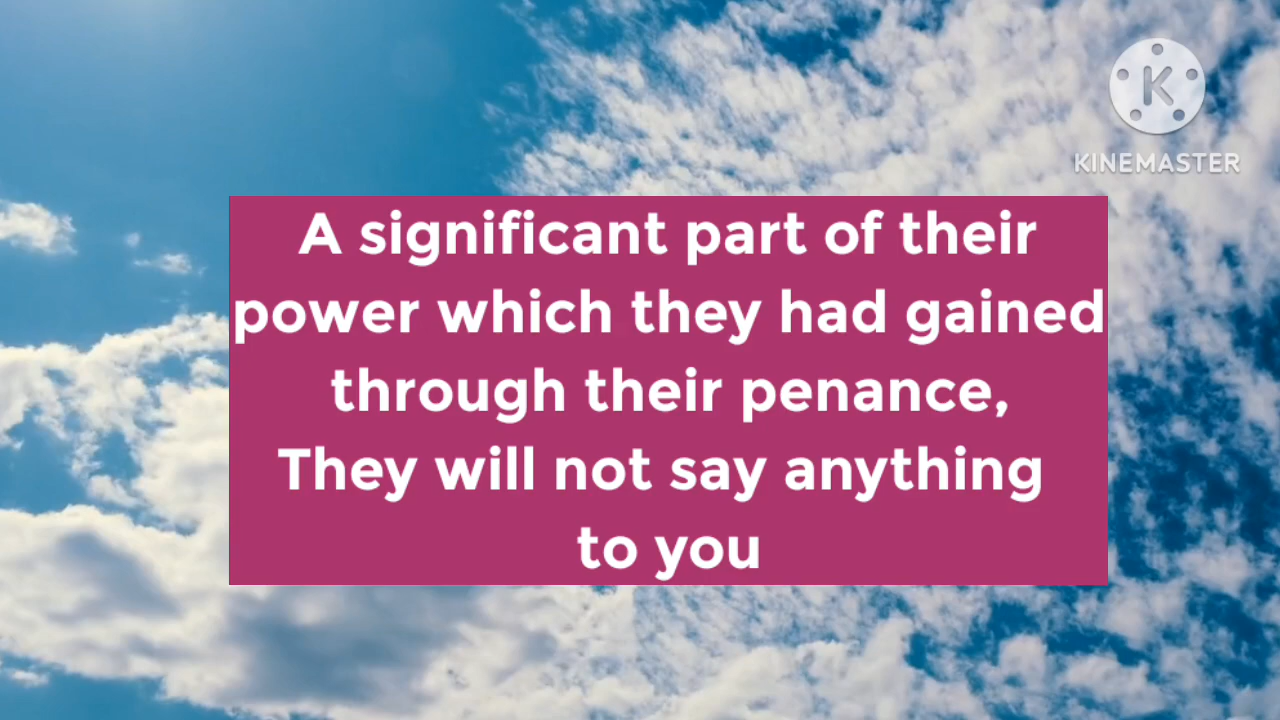 K
KINEMASTER
A significant part of their
power which they had gained
through their penance,
They will not say anything
to you